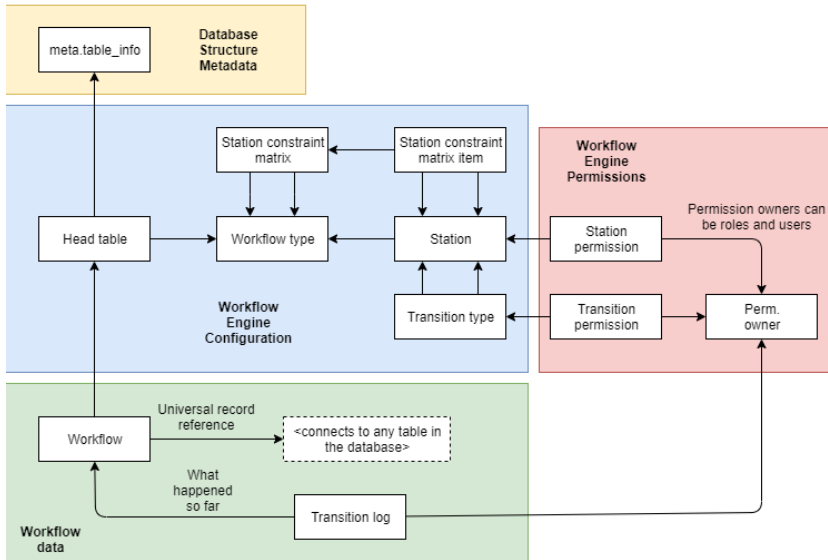 meta.table_info
Database
Structure
Metadata
Station constraint
matrix
Station constraint
matrix item
Workflow
Engine
Permissions
Permission owners can
be roles and users
Head table
Workflow type
Station
Station
permission
Workflow
Engine
Configuration
Transition type
Transition
permission
Perm.
owner
Universal record
reference
Workflow
<connects to any table in
the database>
What
happened
so far
Transition log
Workflow
data